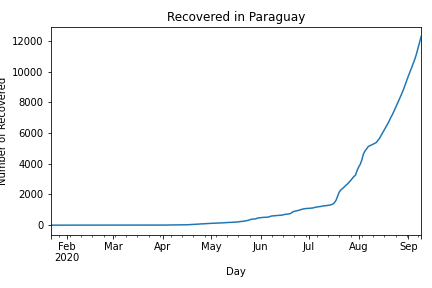 Recovered in Paraguay
Number of Recovered
12000
10000
8000
6000
4000
2000
0
Feb
2020
Mar
Apr
May
Jun
Jul
Aug
Sep
Day